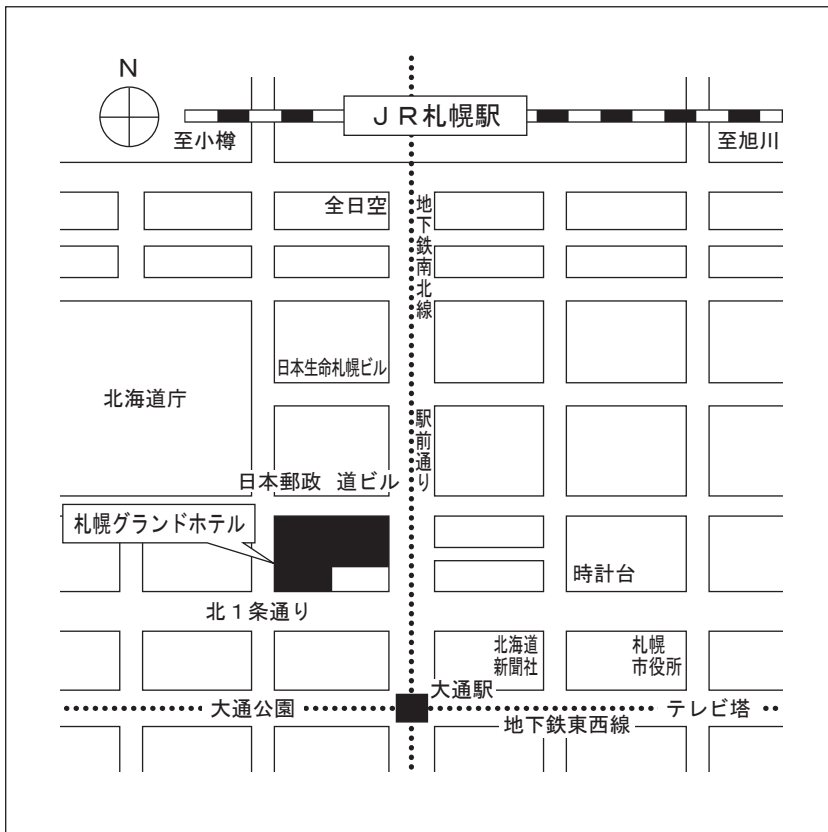 N
JR札幌駅
至小樽
至旭川
全日空
地下鉄南北線
日本生命札幌ビル
北海道庁
駅前通り
日本郵政 道ビル
札幌グランドホテル
時計台
北1条通り
北海道
新聞社
札幌
市役所
大通駅
大通公園
テレビ塔
地下鉄東西線